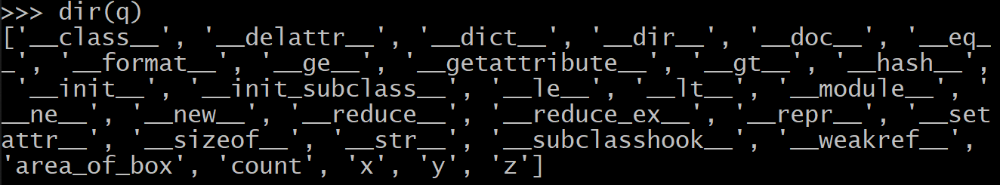 >>> dir(q)
['__class__', '__delattr__', '__dict__', '__dir__', '__doc__', '__eq_
_', '__format__', '__ge__', '__getattribute__', '__gt__', '__hash__',
 '__init__', '__init_subclass__', '__le__', '__lt__', '__module__', '
__ne__', '__new__', '__reduce__', '__reduce_ex__', '__repr__', '__set
attr__', '__sizeof__', '__str__', '__subclasshook__', '__weakref__',
'area_of_box', 'count', 'x', 'y', 'z']